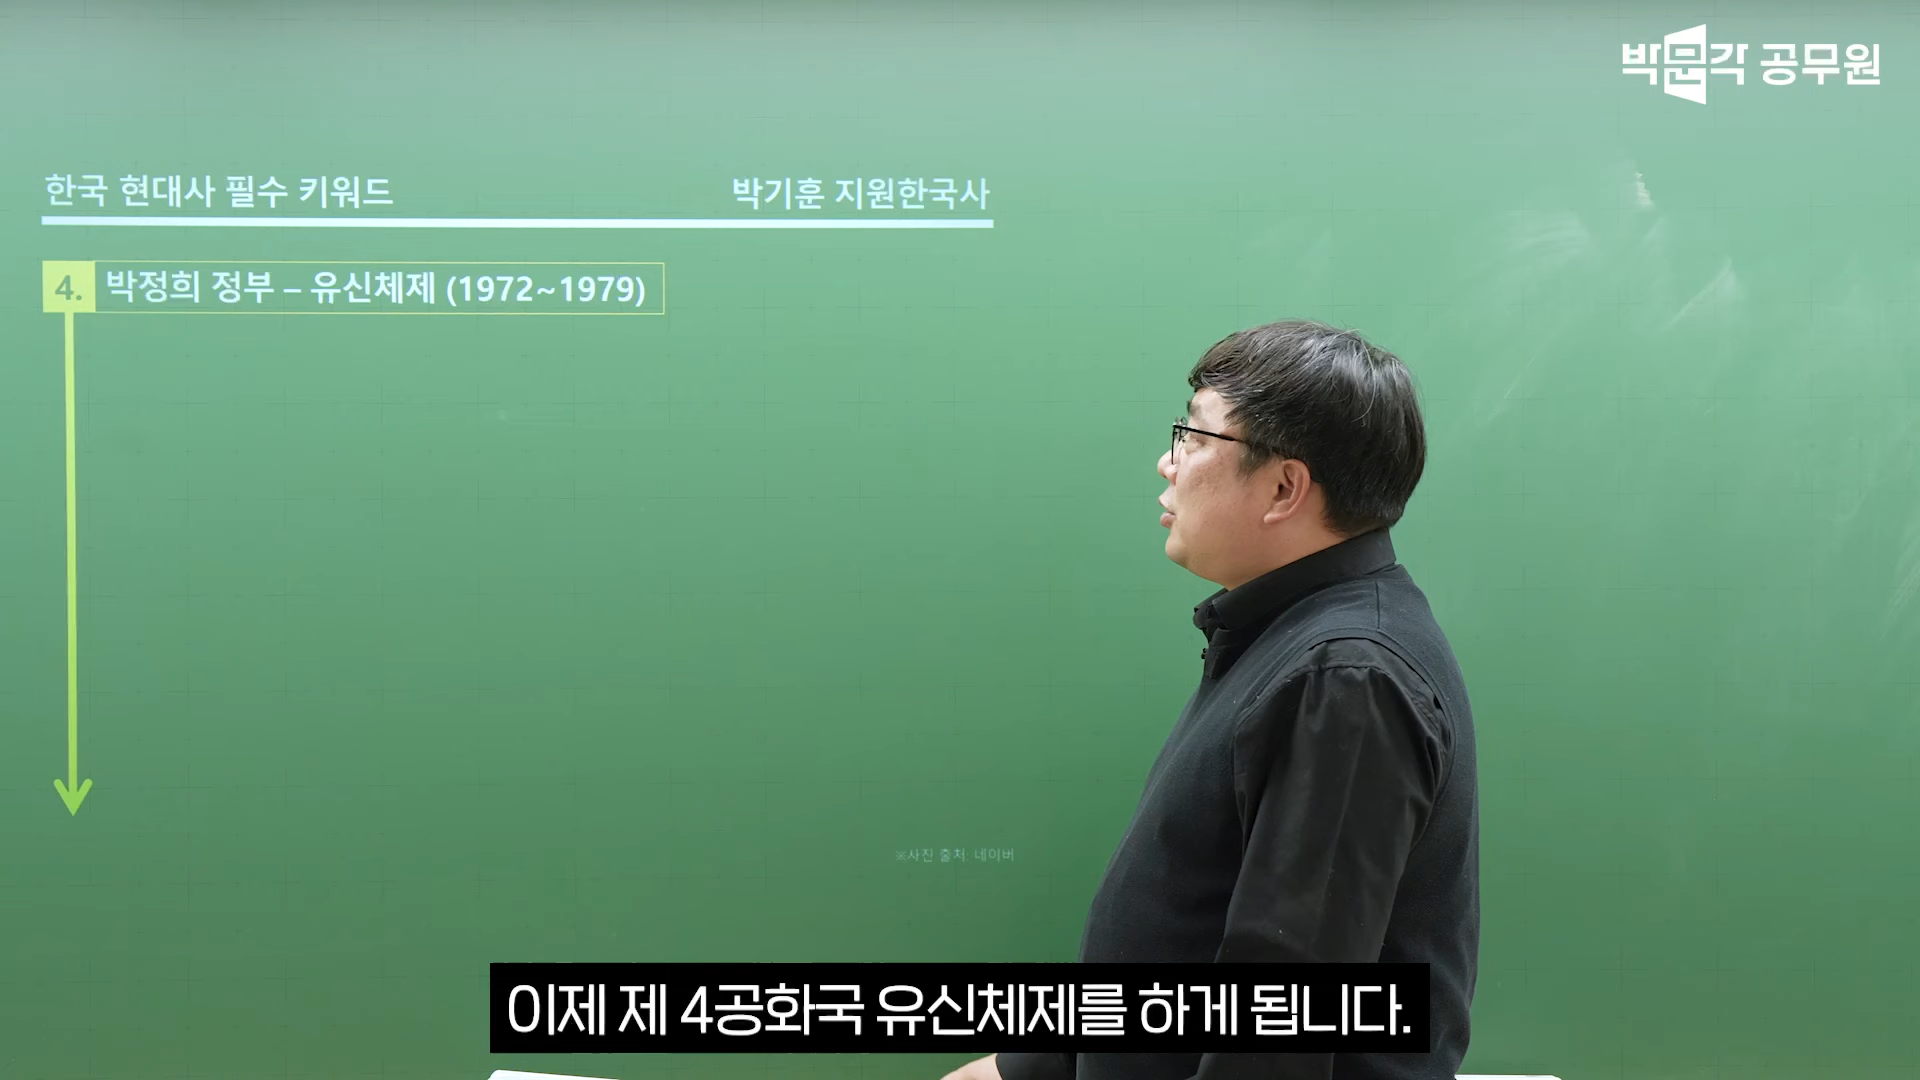 박문각 공무원
한국 현대사 필수 키워드
박기훈 지원한국사
4. 박정희 정부 – 유신체제 (1972~1979)
※사진 출처: 네이버
이제 제 4공화국 유신체제를 하게 됩니다.